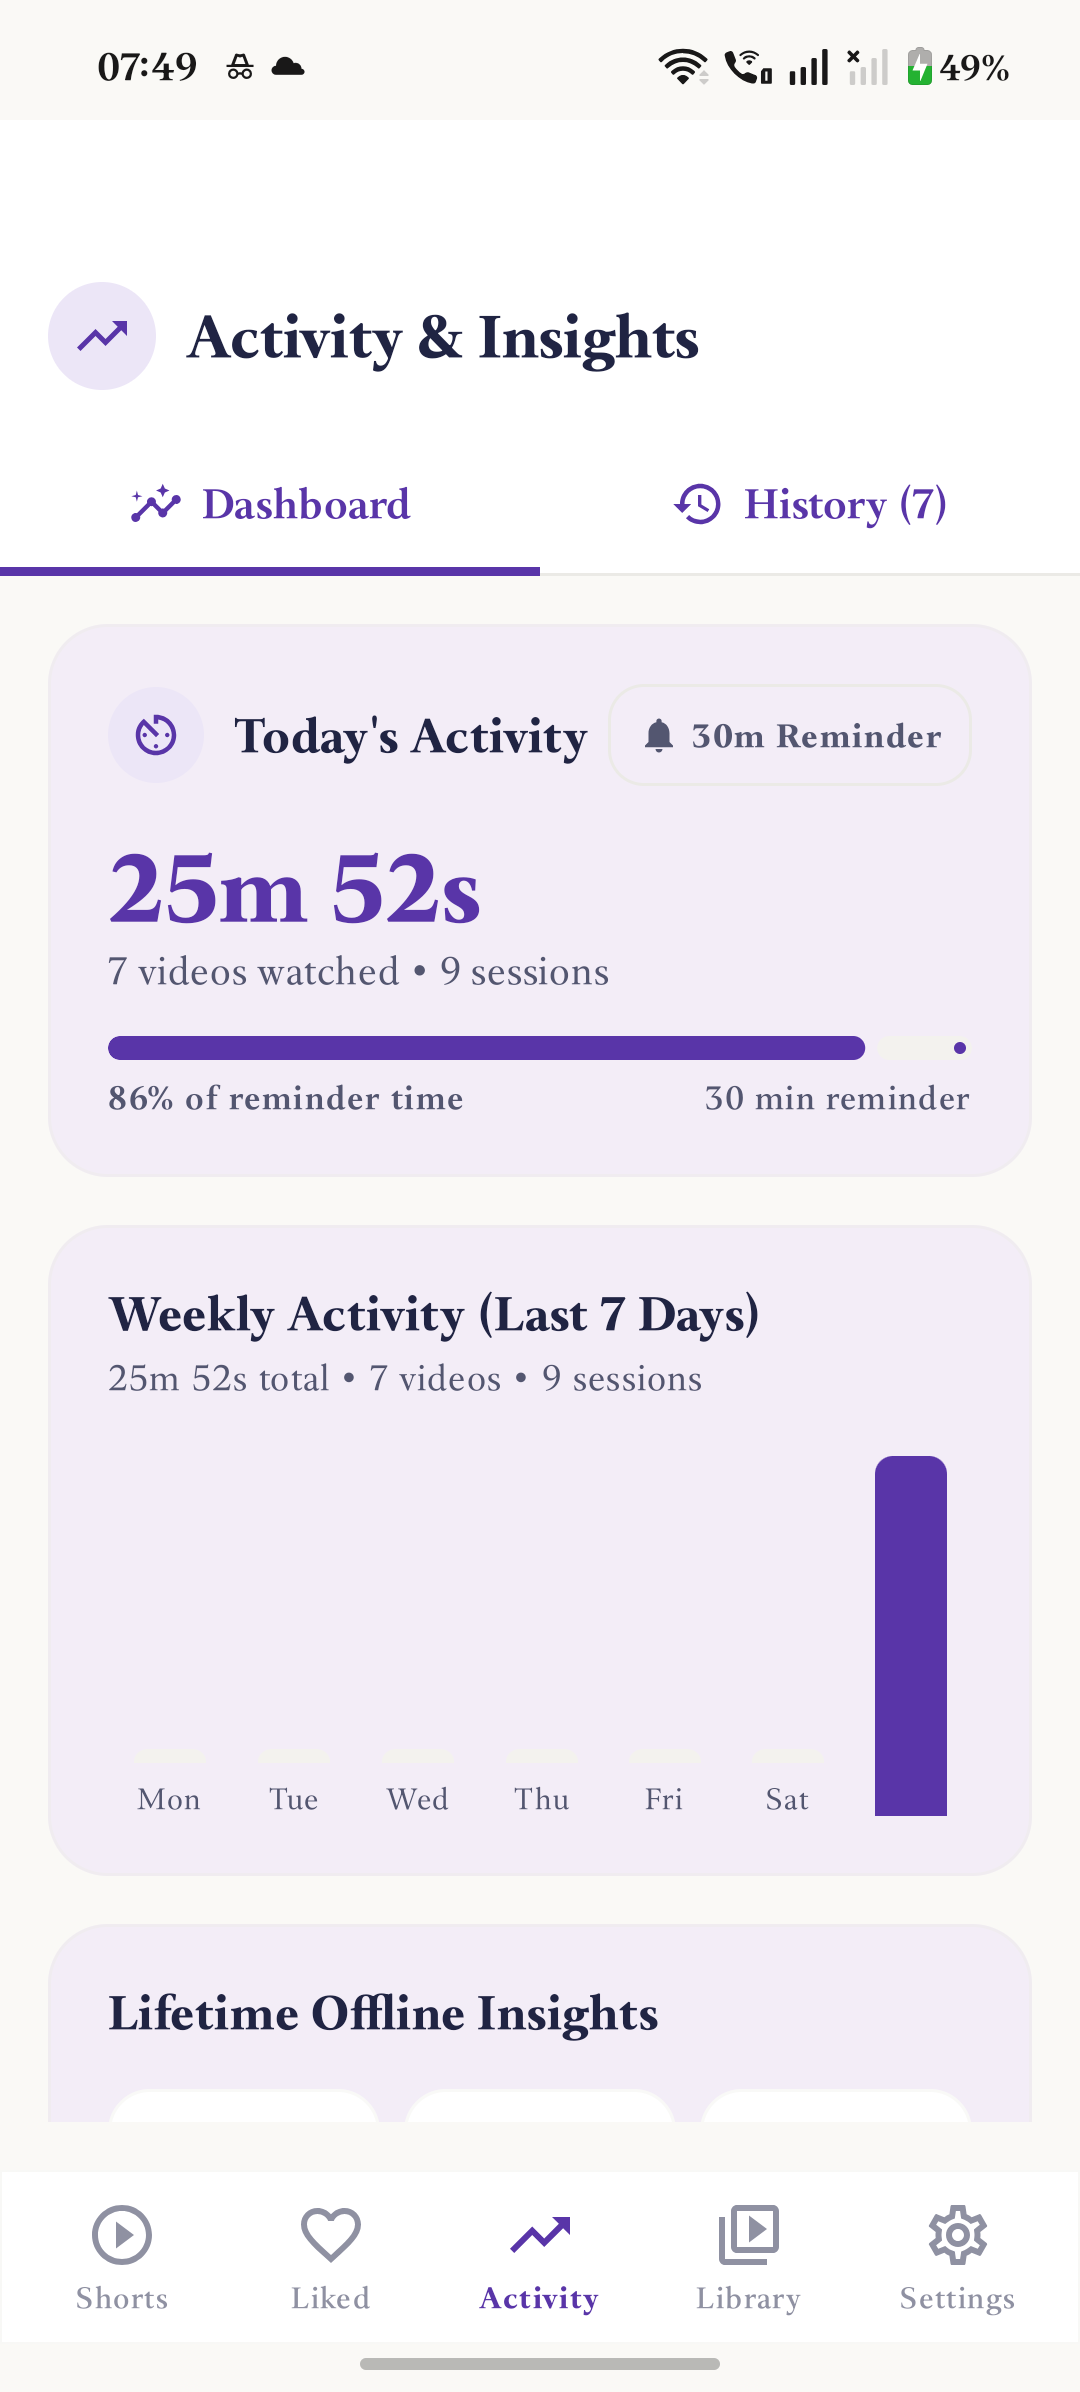 07:49 49%
Activity & Insights
Dashboard History (7)
Today's Activity 30m Reminder
25m 52s
7 videos watched • 9 sessions
86% of reminder time 30 min reminder
Weekly Activity (Last 7 Days)
25m 52s total • 7 videos • 9 sessions
Mon Tue Wed Thu Fri Sat
Lifetime Offline Insights
Shorts Liked Activity Library Settings